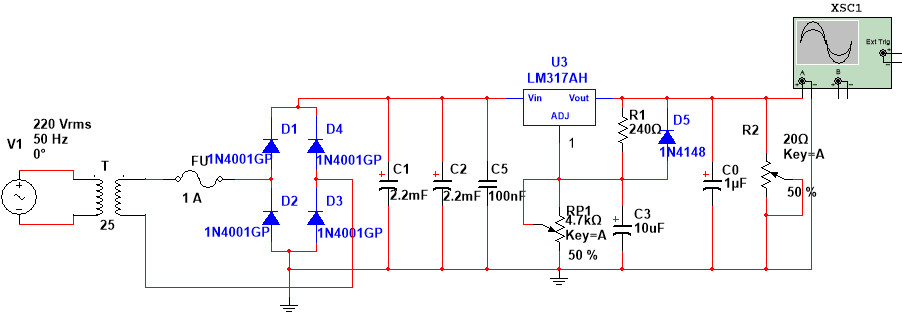 XSC1
Ext Trig
+
_
A
B
+ _ + _
V1
220 Vrms
50 Hz
0°
T
25
FU
1 A
D1
1N4001GP
D4
1N4001GP
D2
1N4001GP
D3
1N4001GP
C1
2.2mF
C2
2.2mF
C5
100nF
U3
LM317AH
Vin
Vout
ADJ
1
R1
240Ω
D5
1N4148
RP1
4.7kΩ
Key=A
50 %
C3
10uF
C0
1µF
R2
20Ω
Key=A
50 %